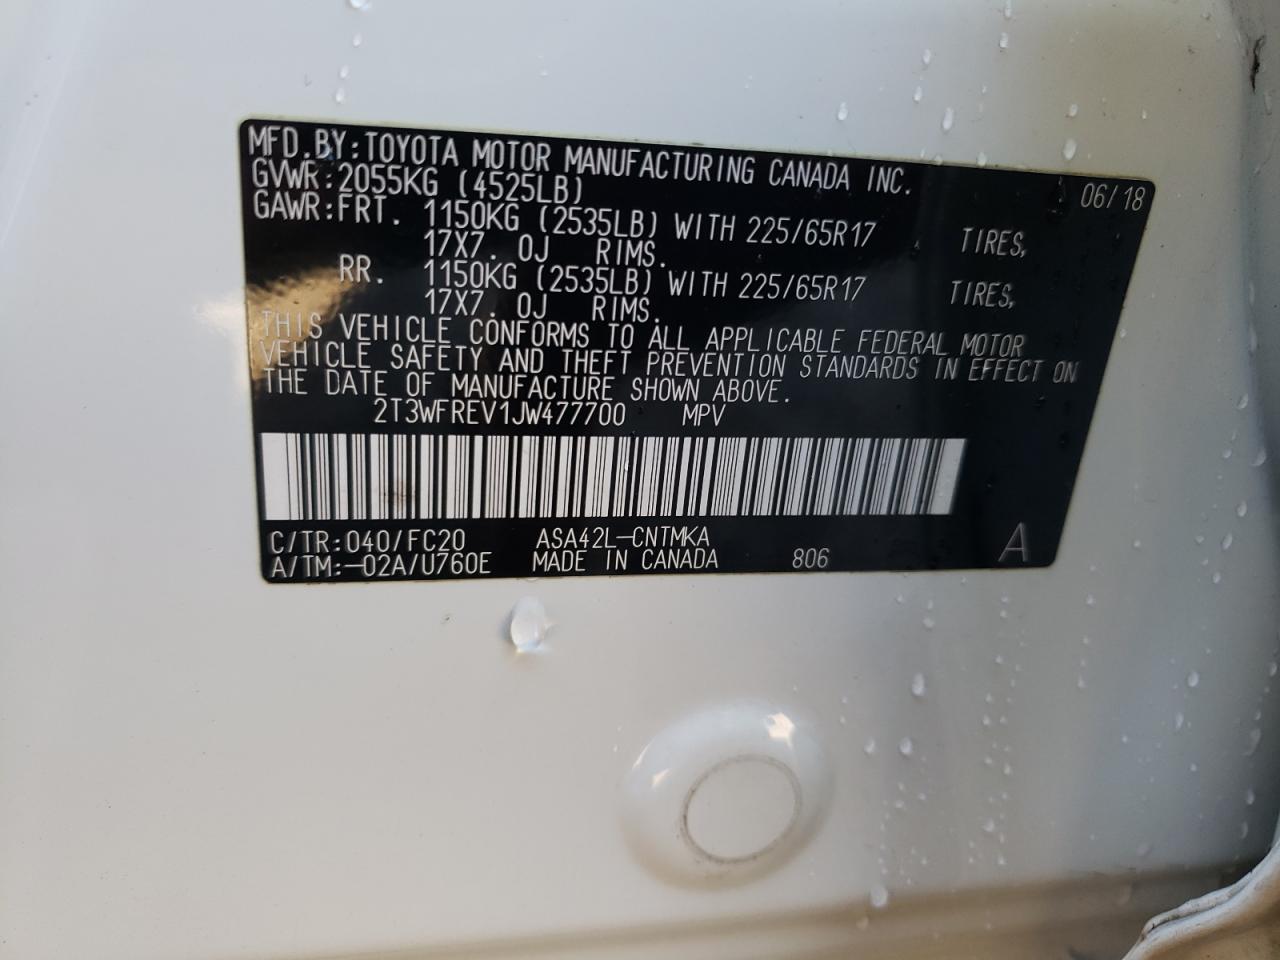 MFD.BY:TOYOTA MOTOR MANUFACTURING CANADA INC.
GVWR:2055KG (4525LB) 06/18
GAWR:FRT. 1150KG (2535LB) WITH 225/65R17 TIRES,
17X7. 0J RIMS.
RR. 1150KG (2535LB) WITH 225/65R17 TIRES,
17X7. 0J RIMS.
THIS VEHICLE CONFORMS TO ALL APPLICABLE FEDERAL MOTOR
VEHICLE SAFETY AND THEFT PREVENTION STANDARDS IN EFFECT ON
THE DATE OF MANUFACTURE SHOWN ABOVE.
2T3WFREV1JW477700 MPV
C/TR:040/FC20 ASA42L-CNTMKA
A/TM:-02A/U760E MADE IN CANADA 806 A